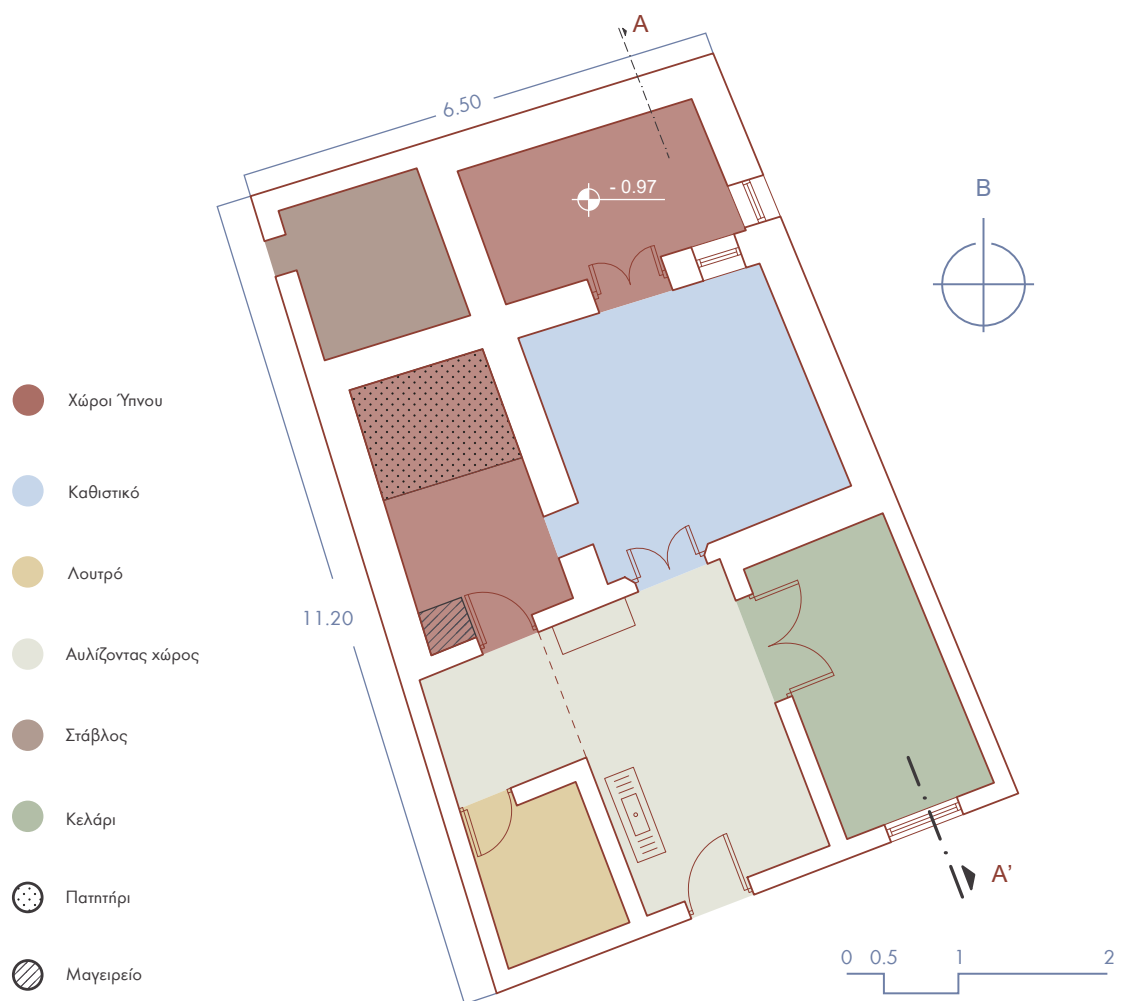 A
6.50
- 0.97
B
Χώροι Ύπνου
Καθιστικό
Λουτρό
11.20
Αυλίζοντας χώρος
Στάβλος
Κελάρι
A'
Πατητήρι
Μαγειρείο
0 0.5 1 2